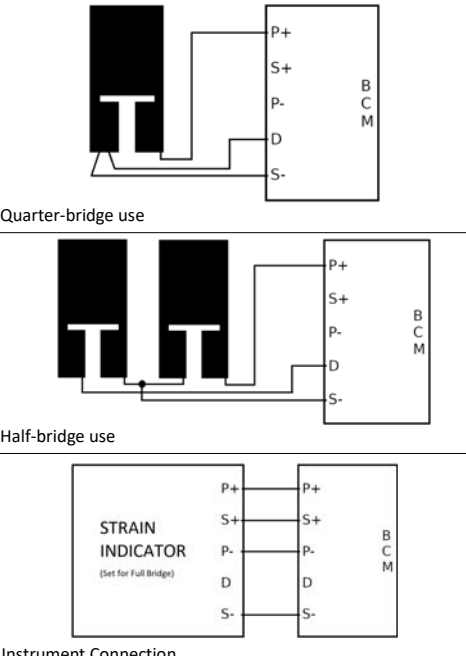 P+
S+
P-
D
S-
B
C
M
Quarter-bridge use
P+
S+
P-
D
S-
B
C
M
Half-bridge use
STRAIN
INDICATOR
(Set for Full Bridge)
P+
S+
P-
D
S-
P+
S+
P-
D
S-
B
C
M
Instrument Connection